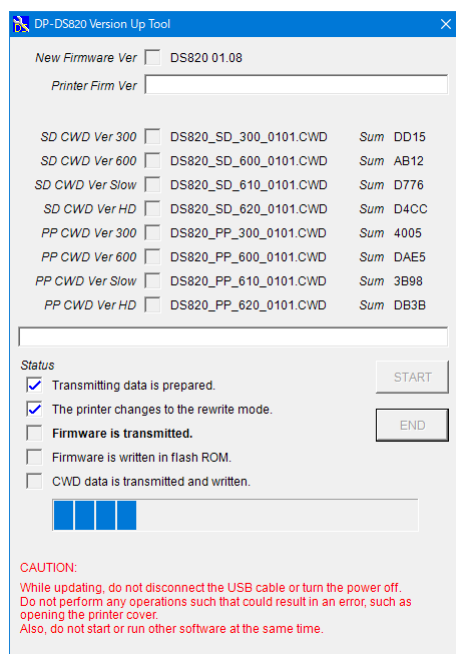 DP-DS820 Version Up Tool
New Firmware Ver DS820 01.08
Printer Firm Ver
SD CWD Ver 300 DS820_SD_300_0101.CWD Sum DD15
SD CWD Ver 600 DS820_SD_600_0101.CWD Sum AB12
SD CWD Ver Slow DS820_SD_610_0101.CWD Sum D776
SD CWD Ver HD DS820_SD_620_0101.CWD Sum D4CC
PP CWD Ver 300 DS820_PP_300_0101.CWD Sum 4005
PP CWD Ver 600 DS820_PP_600_0101.CWD Sum DAE5
PP CWD Ver Slow DS820_PP_610_0101.CWD Sum 3B98
PP CWD Ver HD DS820_PP_620_0101.CWD Sum DB3B
Status
START
Transmitting data is prepared.
The printer changes to the rewrite mode.
END
Firmware is transmitted.
Firmware is written in flash ROM.
CWD data is transmitted and written.
CAUTION:
While updating, do not disconnect the USB cable or turn the power off.
Do not perform any operations such that could result in an error, such as
opening the printer cover.
Also, do not start or run other software at the same time.